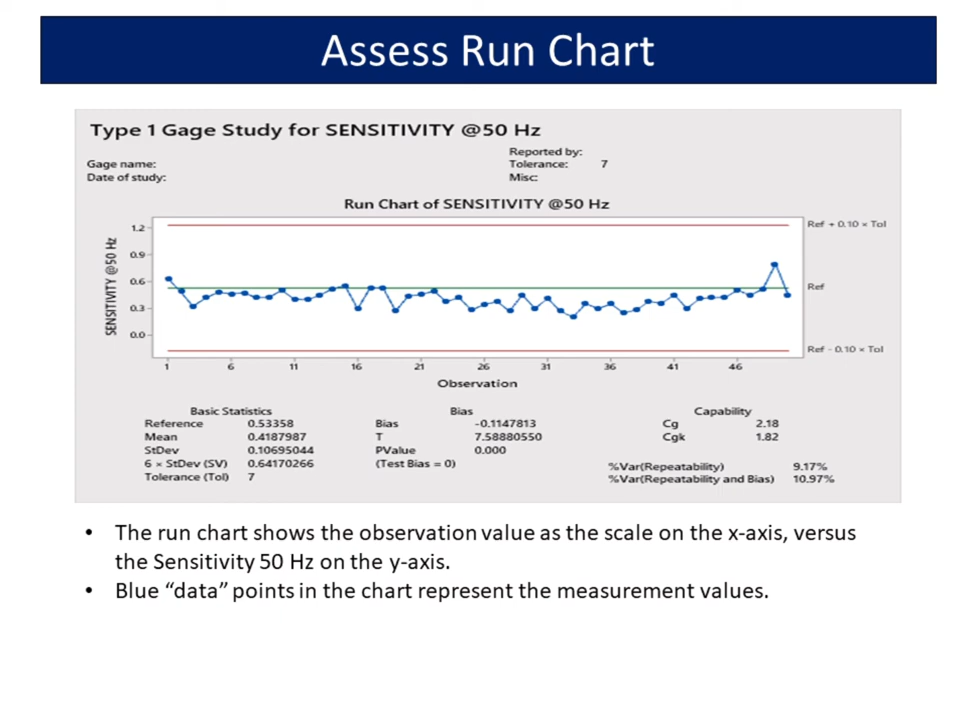 Assess Run Chart
Type 1 Gage Study for SENSITIVITY @50 Hz
Reported by:
Gage name:
Tolerance: 7
Date of study:
Misc:
Run Chart of SENSITIVITY @50 Hz
SENSITIVITY @50 Hz
1.2
0.9
0.6
0.3
0.0
Ref + 0.10 × Tol
Ref
Ref - 0.10 × Tol
1 6 11 16 21 26 31 36 41 46
Observation
Basic Statistics
Reference 0.53358
Mean 0.4187987
StDev 0.10695044
6 × StDev (SV) 0.64170266
Tolerance (Tol) 7
Bias
Bias -0.1147813
T 7.58880550
PValue 0.000
(Test Bias = 0)
Capability
Cg 2.18
Cgk 1.82
%Var(Repeatability) 9.17%
%Var(Repeatability and Bias) 10.97%
• The run chart shows the observation value as the scale on the x-axis, versus
the Sensitivity 50 Hz on the y-axis.
• Blue “data” points in the chart represent the measurement values.